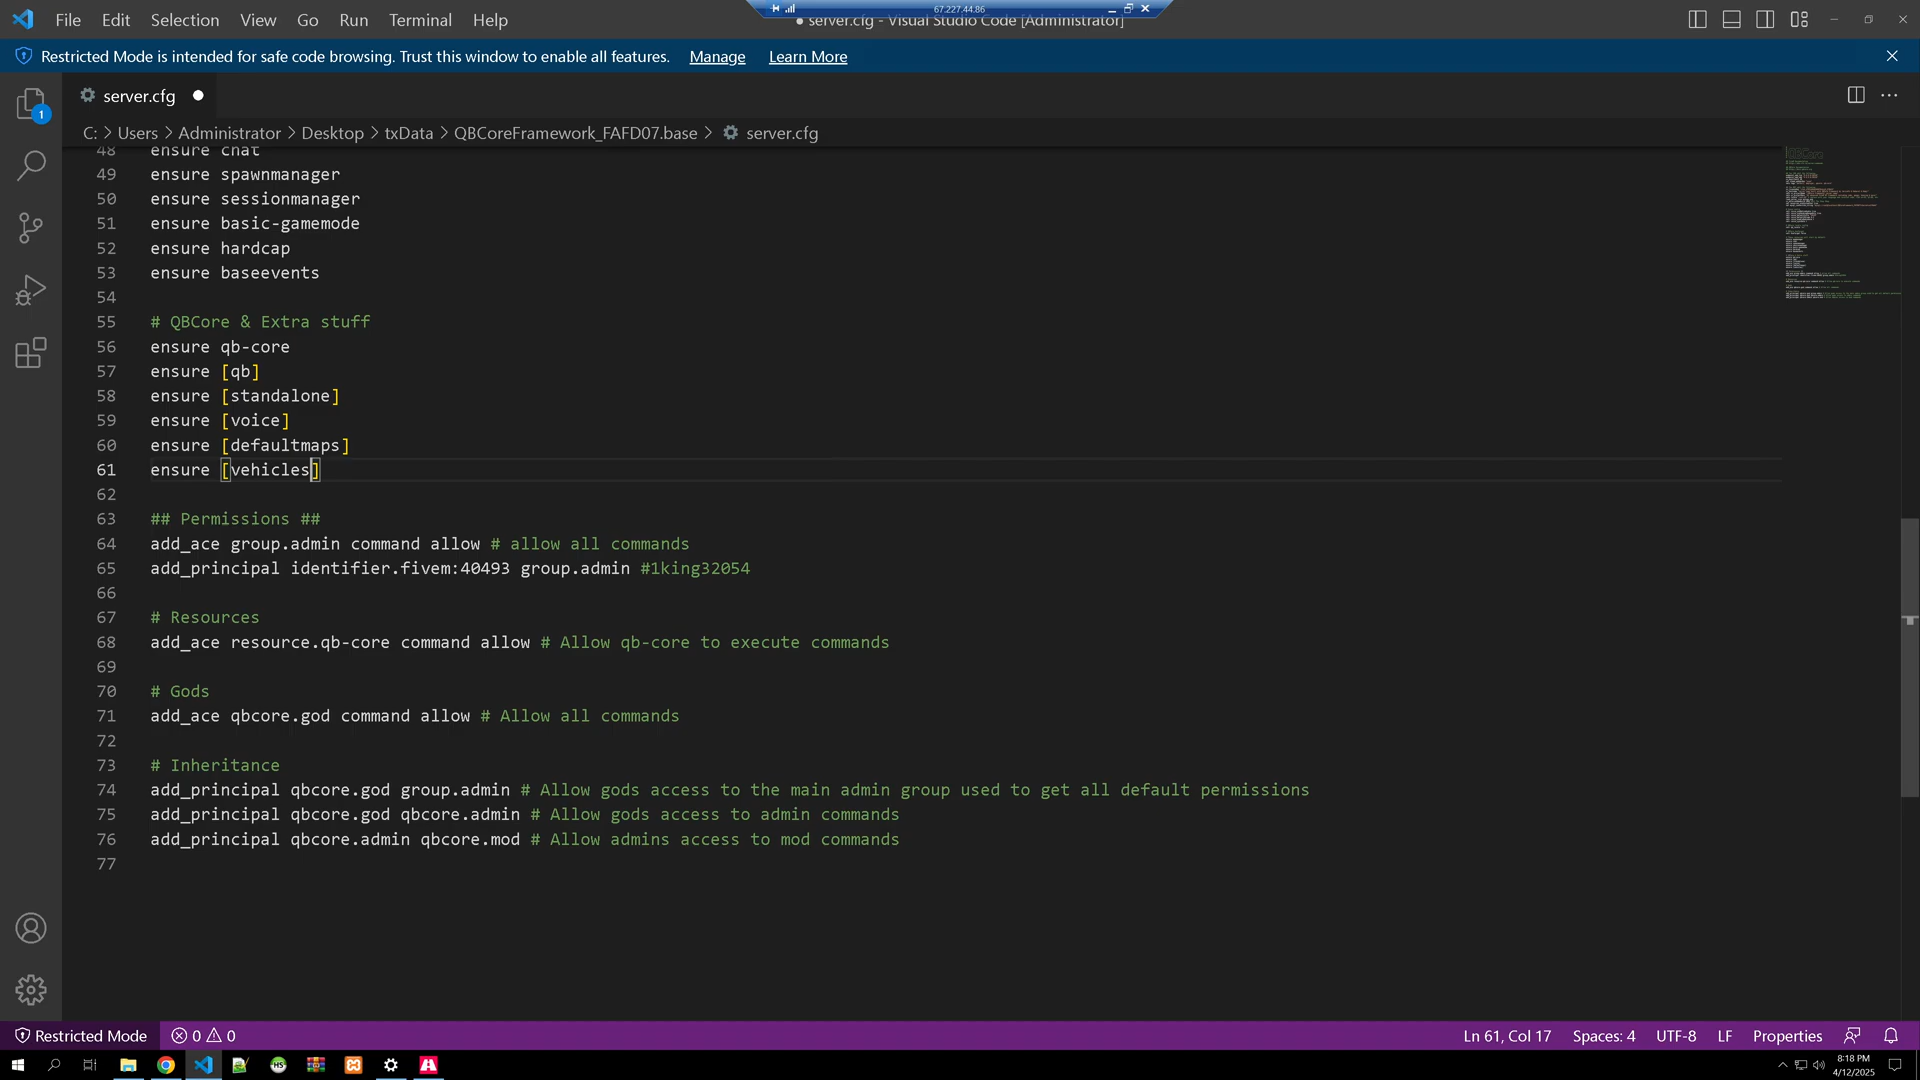 67.227.44.86
File Edit Selection View Go Run Terminal Help
● server.cfg - Visual Studio Code [Administrator]
Restricted Mode is intended for safe code browsing. Trust this window to enable all features. Manage Learn More
1
server.cfg
C: > Users > Administrator > Desktop > txData > QBCoreFramework_FAFD07.base > server.cfg
48 ensure chat
49 ensure spawnmanager
50 ensure sessionmanager
51 ensure basic-gamemode
52 ensure hardcap
53 ensure baseevents
54
55 # QBCore & Extra stuff
56 ensure qb-core
57 ensure [qb]
58 ensure [standalone]
59 ensure [voice]
60 ensure [defaultmaps]
61 ensure [vehicles]
62
63 ## Permissions ##
64 add_ace group.admin command allow # allow all commands
65 add_principal identifier.fivem:40493 group.admin #1king32054
66
67 # Resources
68 add_ace resource.qb-core command allow # Allow qb-core to execute commands
69
70 # Gods
71 add_ace qbcore.god command allow # Allow all commands
72
73 # Inheritance
74 add_principal qbcore.god group.admin # Allow gods access to the main admin group used to get all default permissions
75 add_principal qbcore.god qbcore.admin # Allow gods access to admin commands
76 add_principal qbcore.admin qbcore.mod # Allow admins access to mod commands
77
Restricted Mode 0 0 Ln 61, Col 17 Spaces: 4 UTF-8 LF Properties
8:18 PM
4/12/2025